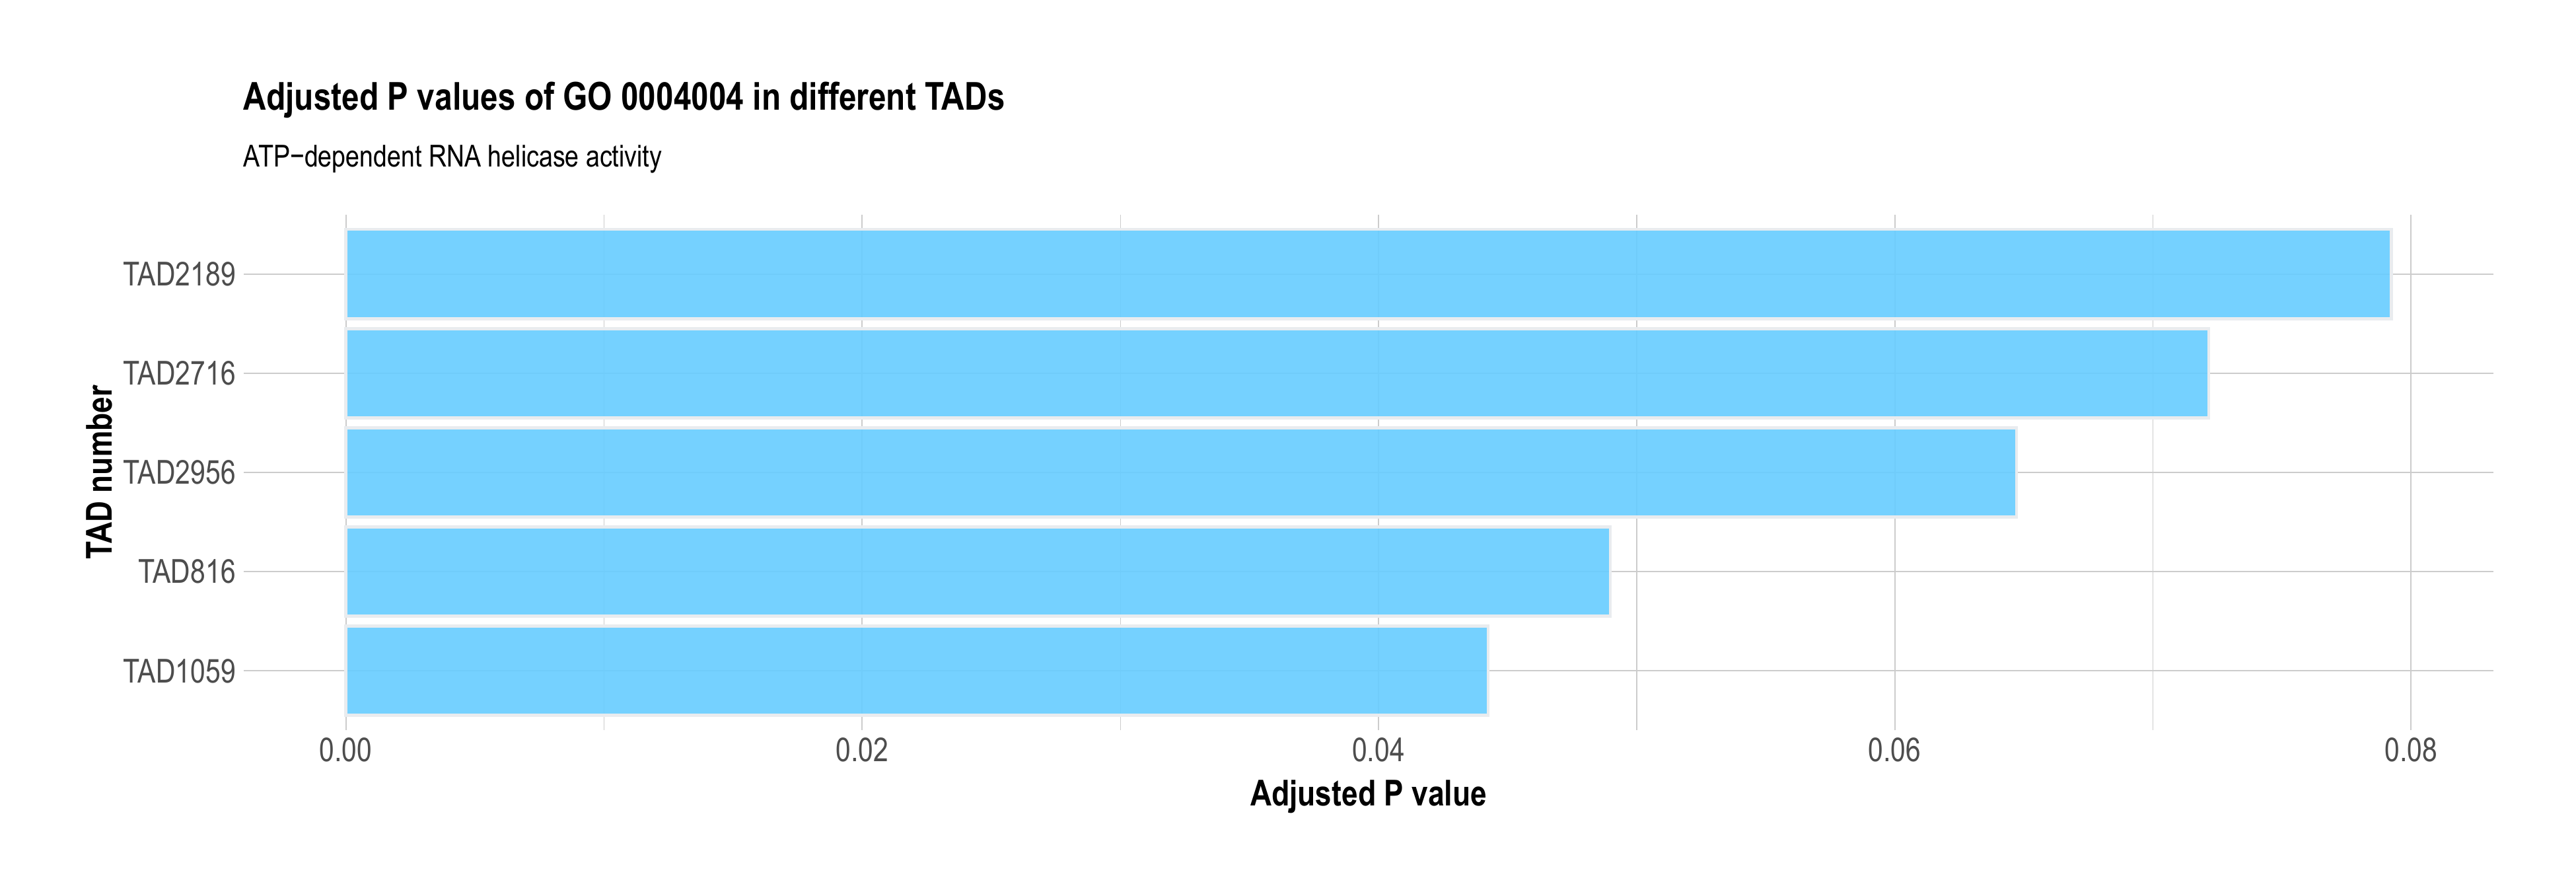 Adjusted P values of GO 0004004 in different TADs
ATP−dependent RNA helicase activity
TAD number
TAD2189
TAD2716
TAD2956
TAD816
TAD1059
0.00 0.02 0.04 0.06 0.08
Adjusted P value